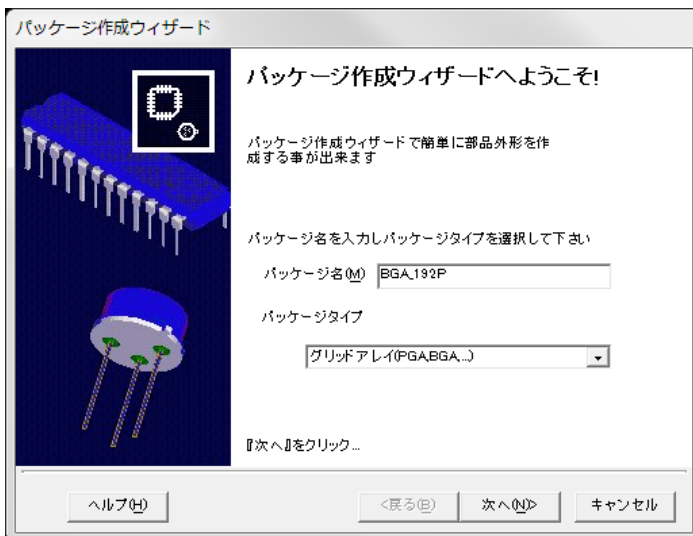 パッケージ作成ウィザード
パッケージ作成ウィザードへようこそ!
パッケージ作成ウィザードで簡単に部品外形を作
成する事が出来ます
パッケージ名を入力しパッケージタイプを選択して下さい
パッケージ名(M) BGA_192P
パッケージタイプ
グリッドアレイ(PGA,BGA,...)
『次へ』をクリック...
ヘルプ(H) <戻る(B) 次へ(N)> キャンセル